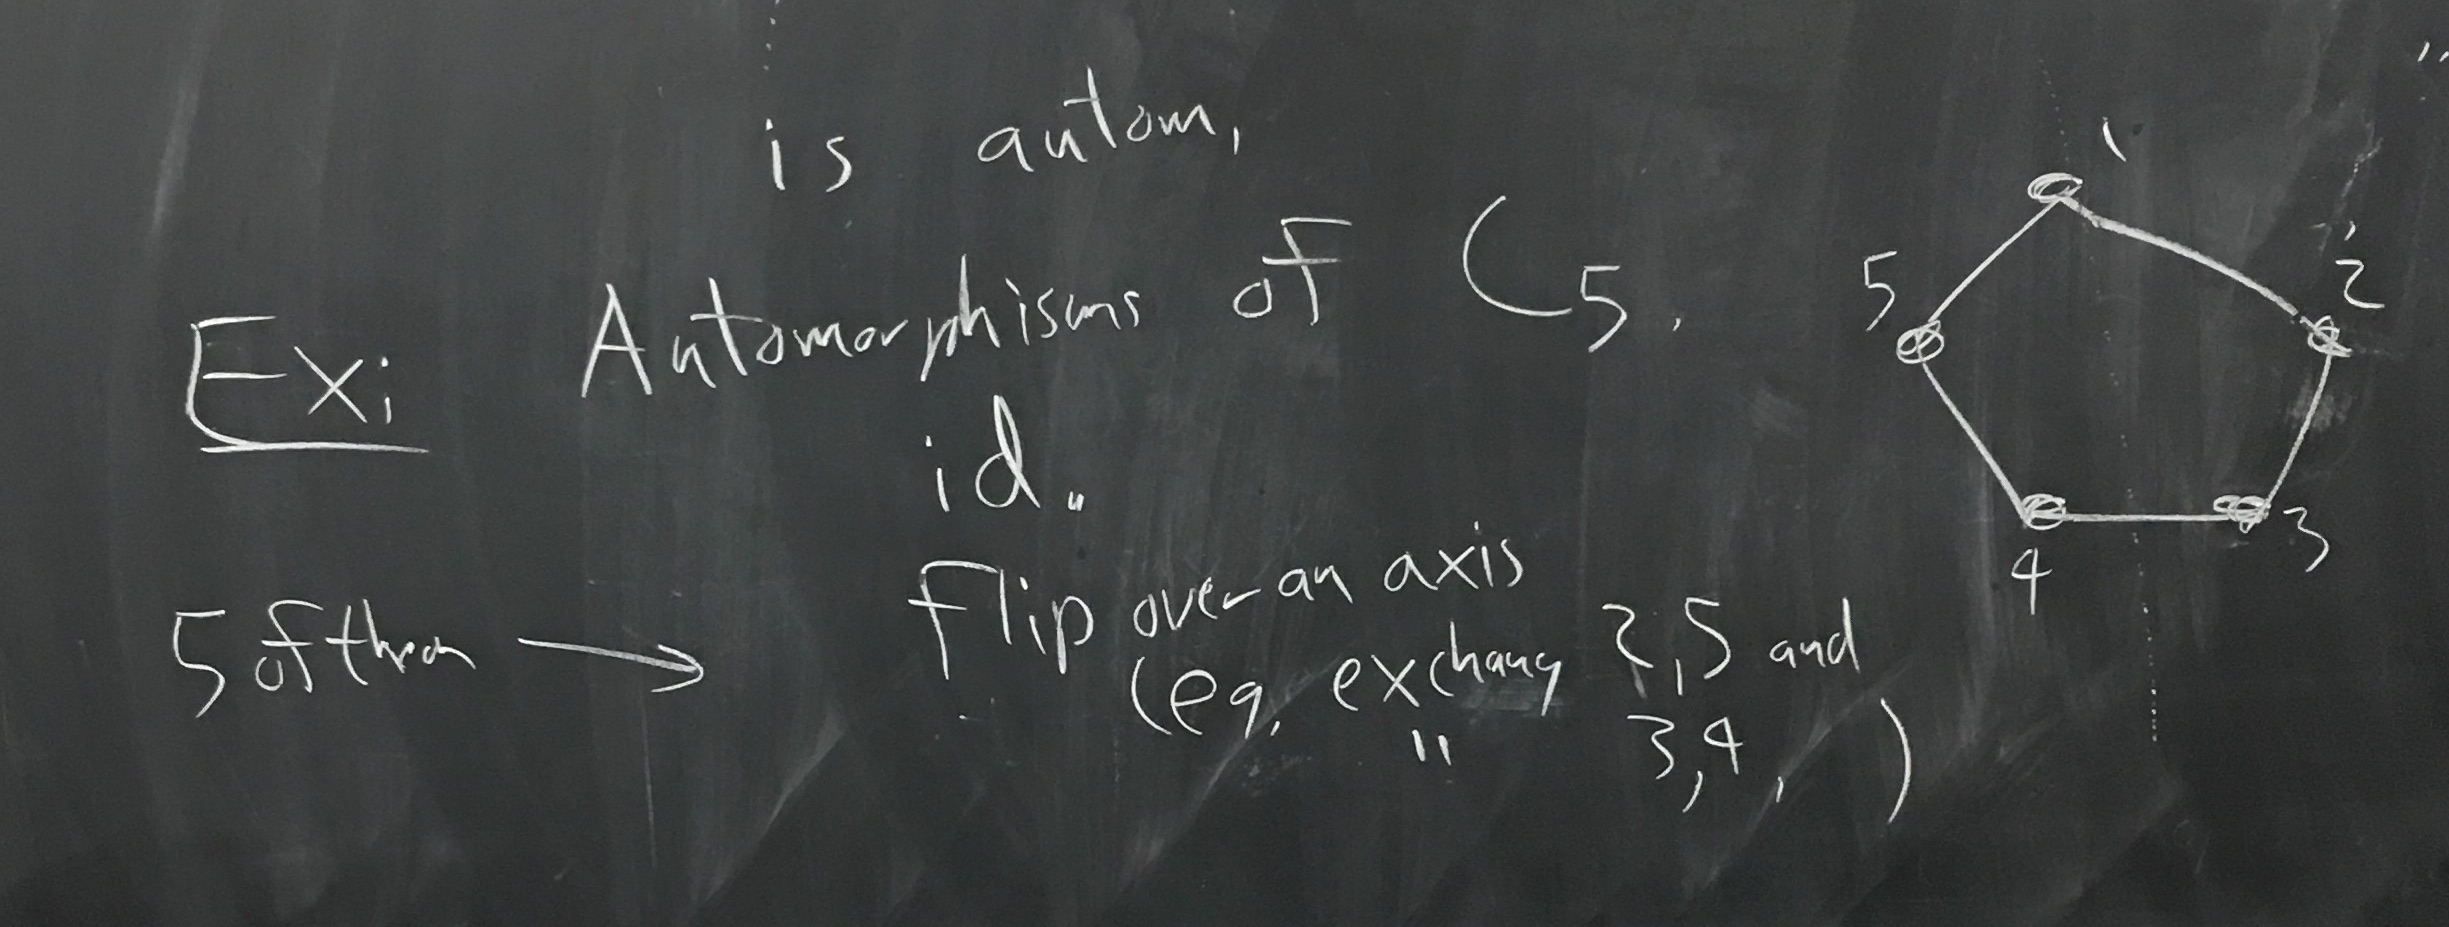 is autom.
Ex: Automorphisms of C5.
id.
5 of them → flip over an axis
(eg. exchang 2,5 and
" 3,4. )
1
2
3
4
5